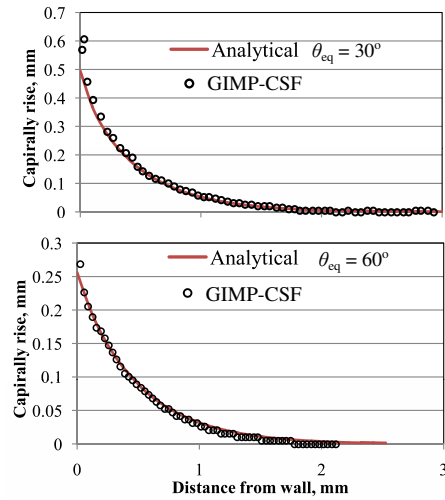 0.7
0.6
0.5
0.4
0.3
0.2
0.1
0
Capirally rise, mm
Analytical θeq = 30°
GIMP-CSF
0 1 2 3
0.3
0.25
0.2
0.15
0.1
0.05
0
Capirally rise, mm
Analytical θeq = 60°
GIMP-CSF
0 1 2 3
Distance from wall, mm